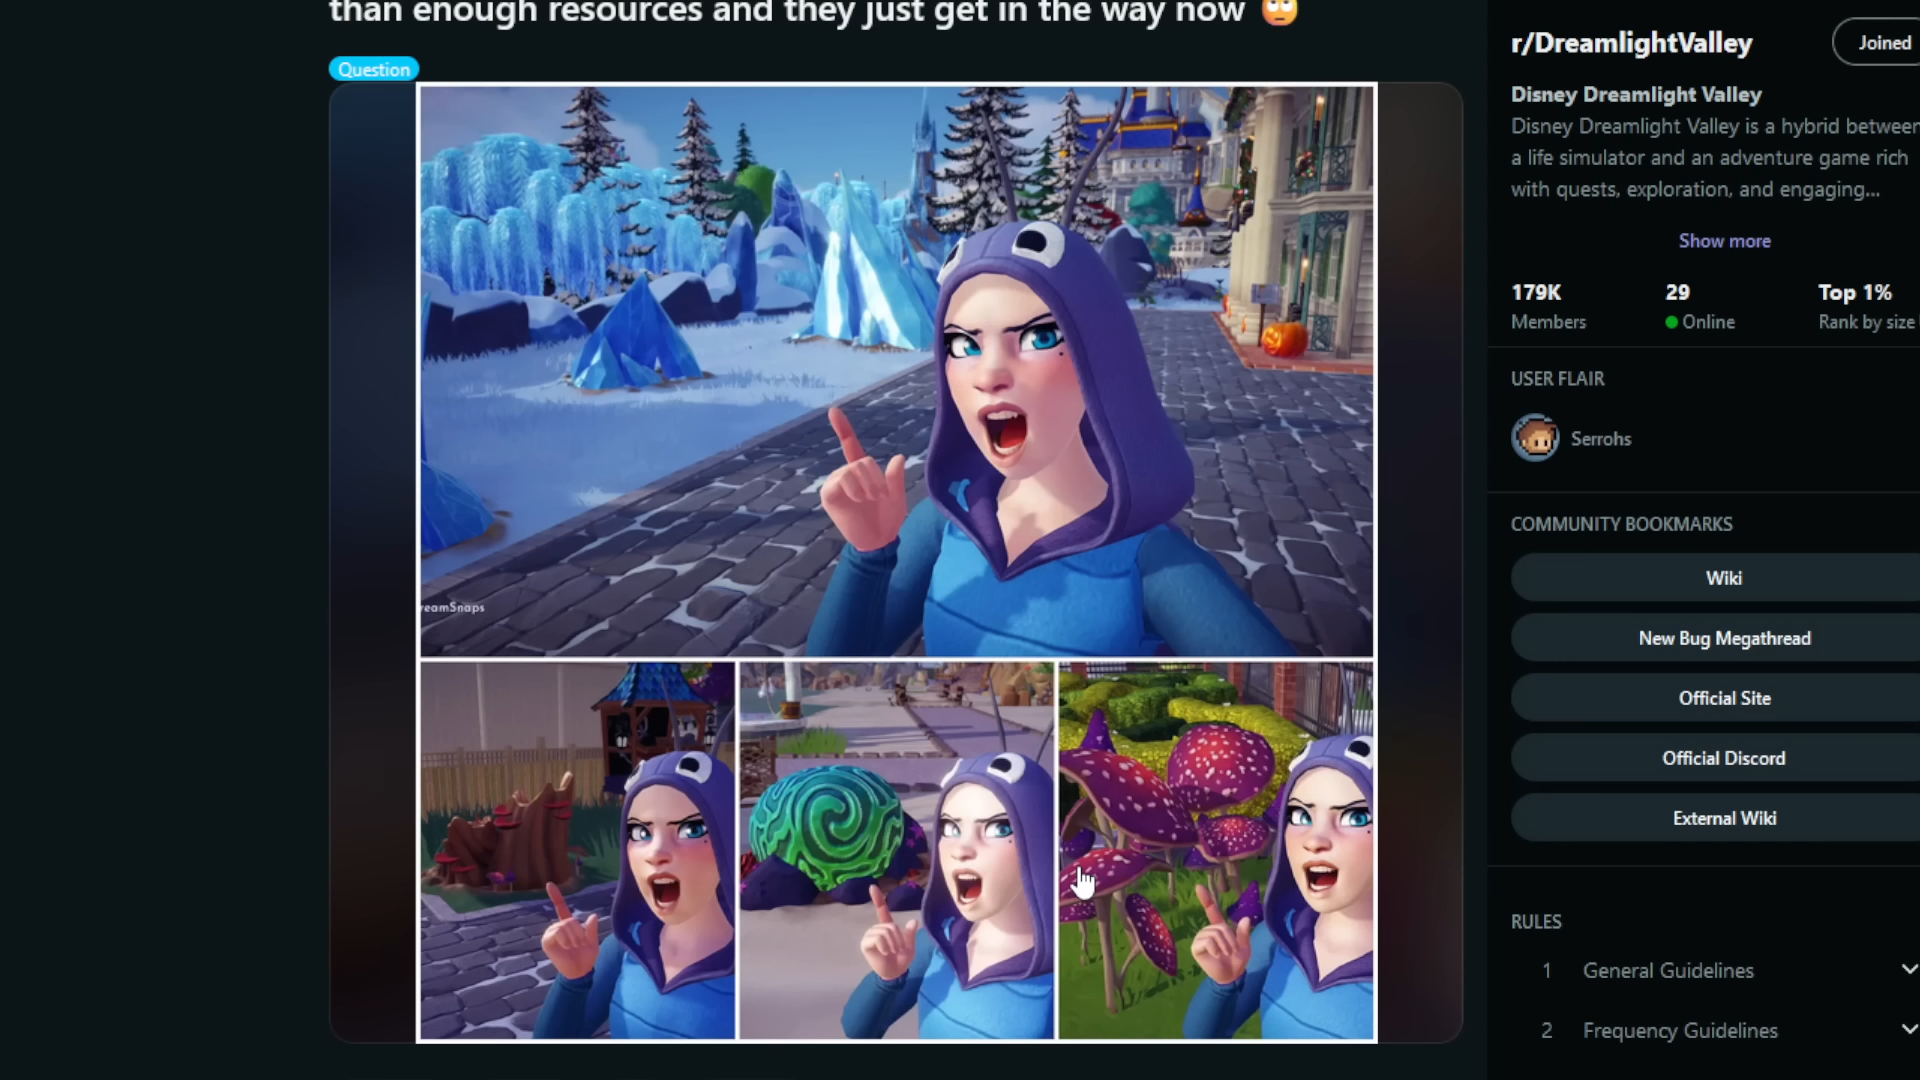 than enough resources and they just get in the way now 🙄
Question
reamSnaps
r/DreamlightValley
Joined
Disney Dreamlight Valley
Disney Dreamlight Valley is a hybrid between
a life simulator and an adventure game rich
with quests, exploration, and engaging...
Show more
179K
29
Top 1%
Members
Online
Rank by size
USER FLAIR
Serrohs
COMMUNITY BOOKMARKS
Wiki
New Bug Megathread
Official Site
Official Discord
External Wiki
RULES
1 General Guidelines
2 Frequency Guidelines